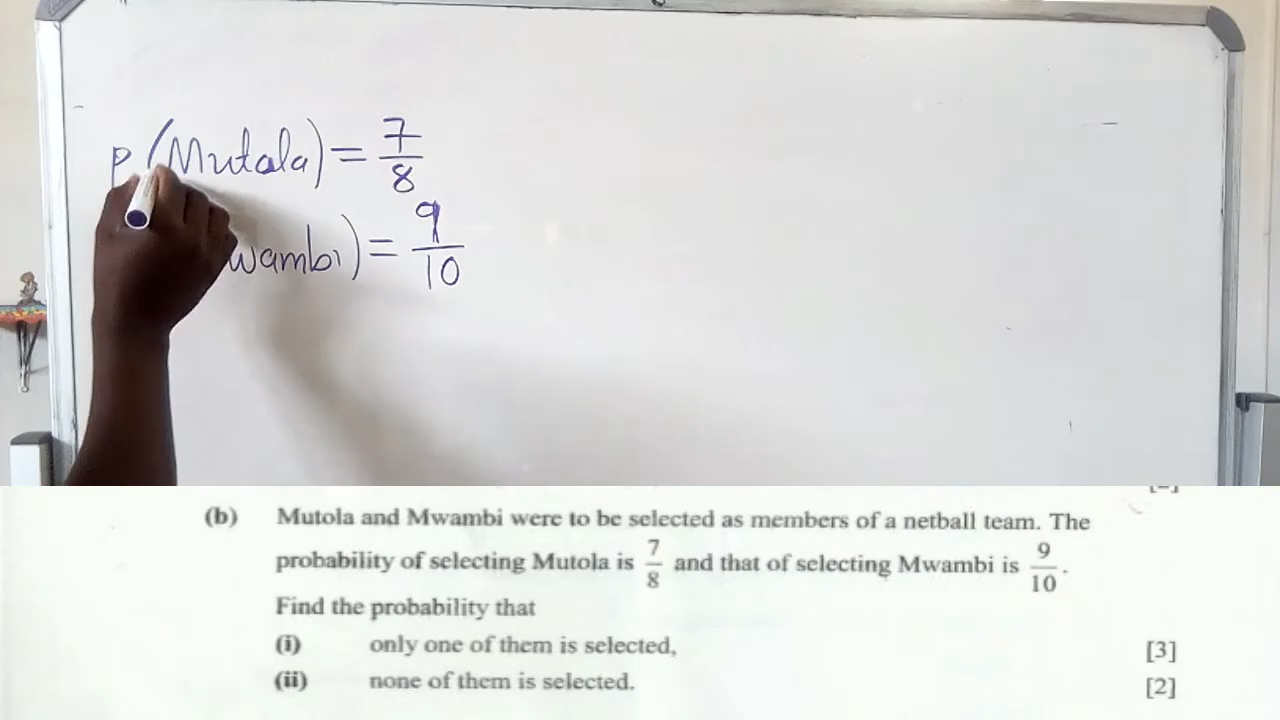 P(Mutala) = 7/8
wambi) = 9/10
(b) Mutola and Mwambi were to be selected as members of a netball team. The
probability of selecting Mutola is 7/8 and that of selecting Mwambi is 9/10.
Find the probability that
(i) only one of them is selected, [3]
(ii) none of them is selected. [2]